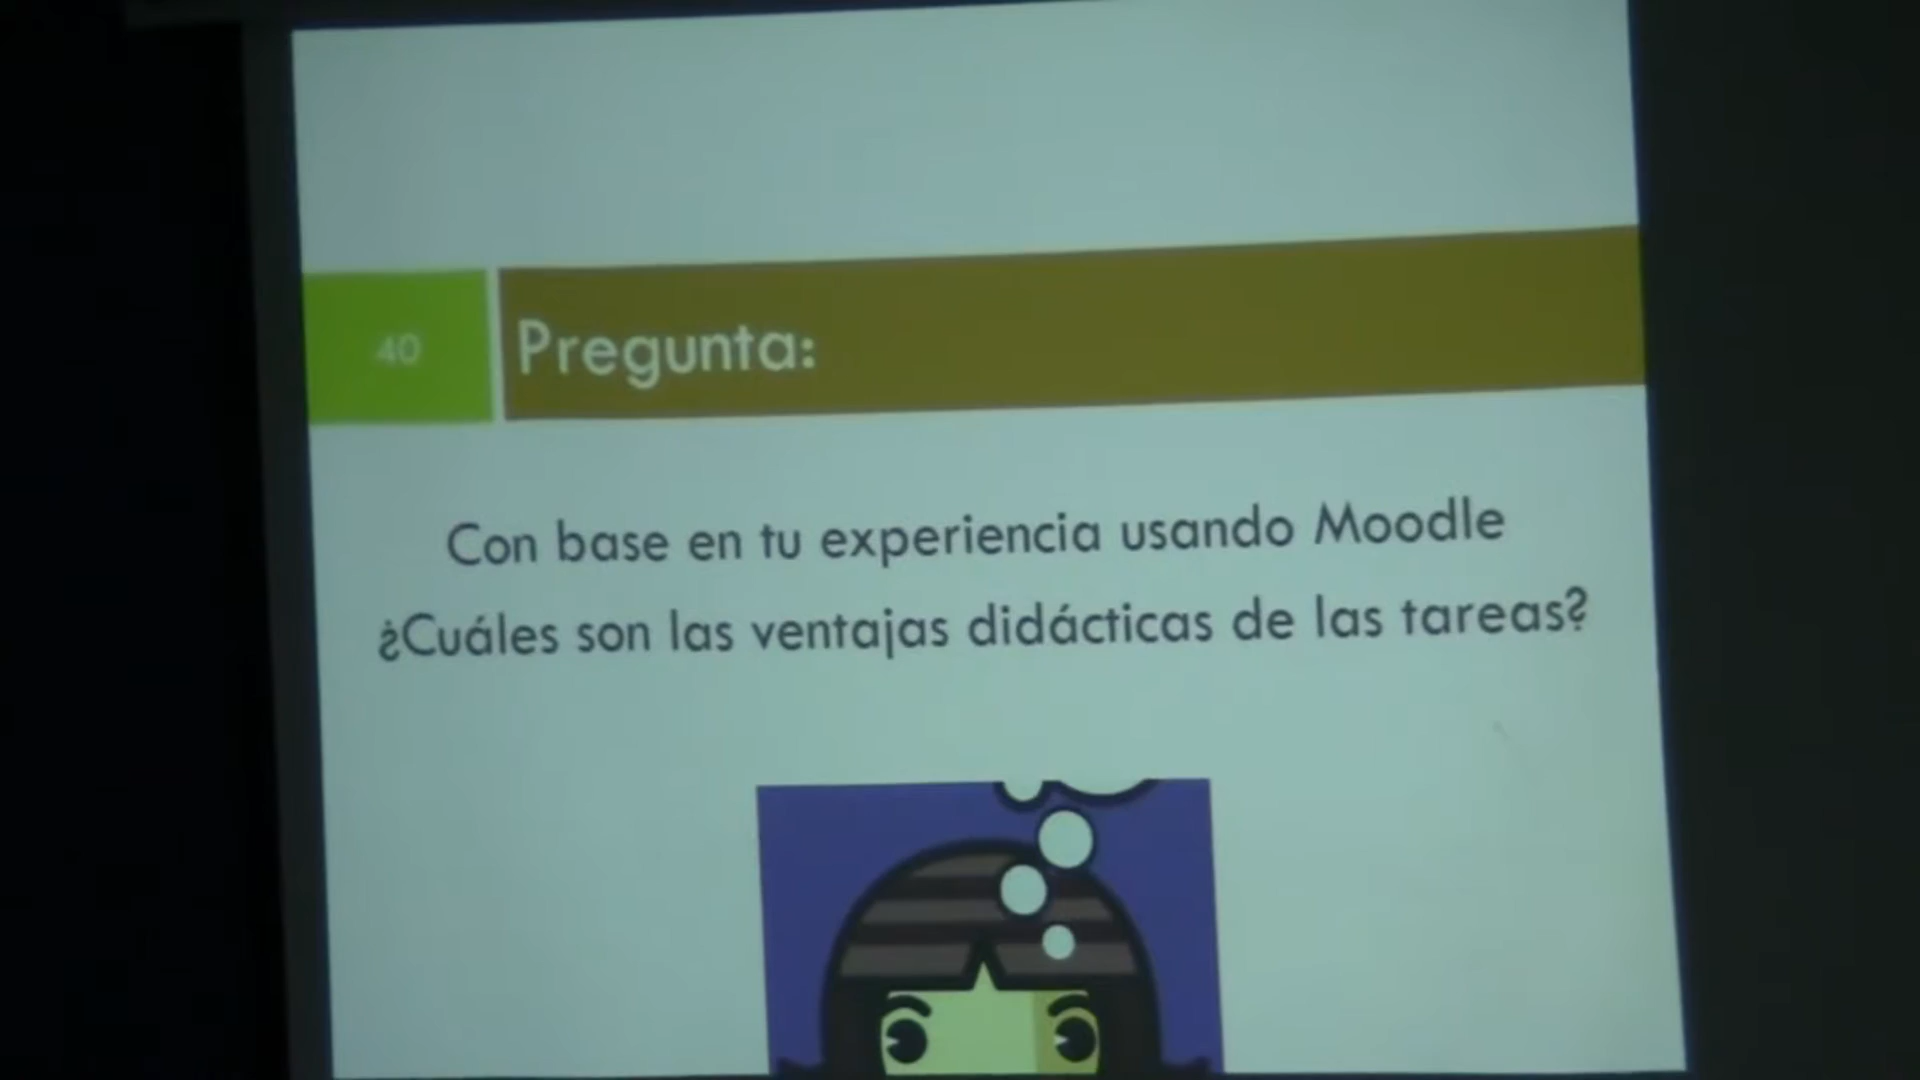 40
Pregunta:
Con base en tu experiencia usando Moodle
¿Cuáles son las ventajas didácticas de las tareas?